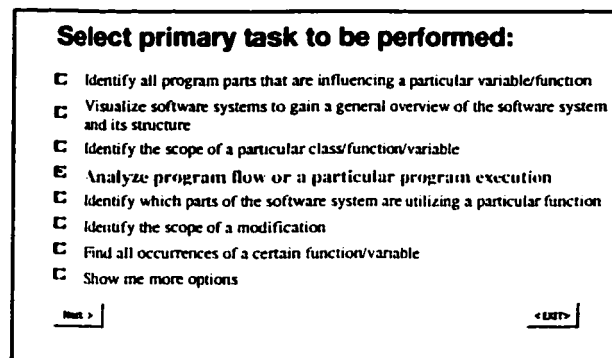 Select primary task to be performed:
Identify all program parts that are influencing a particular variable/function
Visualize software systems to gain a general overview of the software system
and its structure
Identify the scope of a particular class/function/variable
Analyze program flow or a particular program execution
Identify which parts of the software system are utilizing a particular function
Identify the scope of a modification
Find all occurrences of a certain function/variable
Show me more options
Next >
<EXIT>